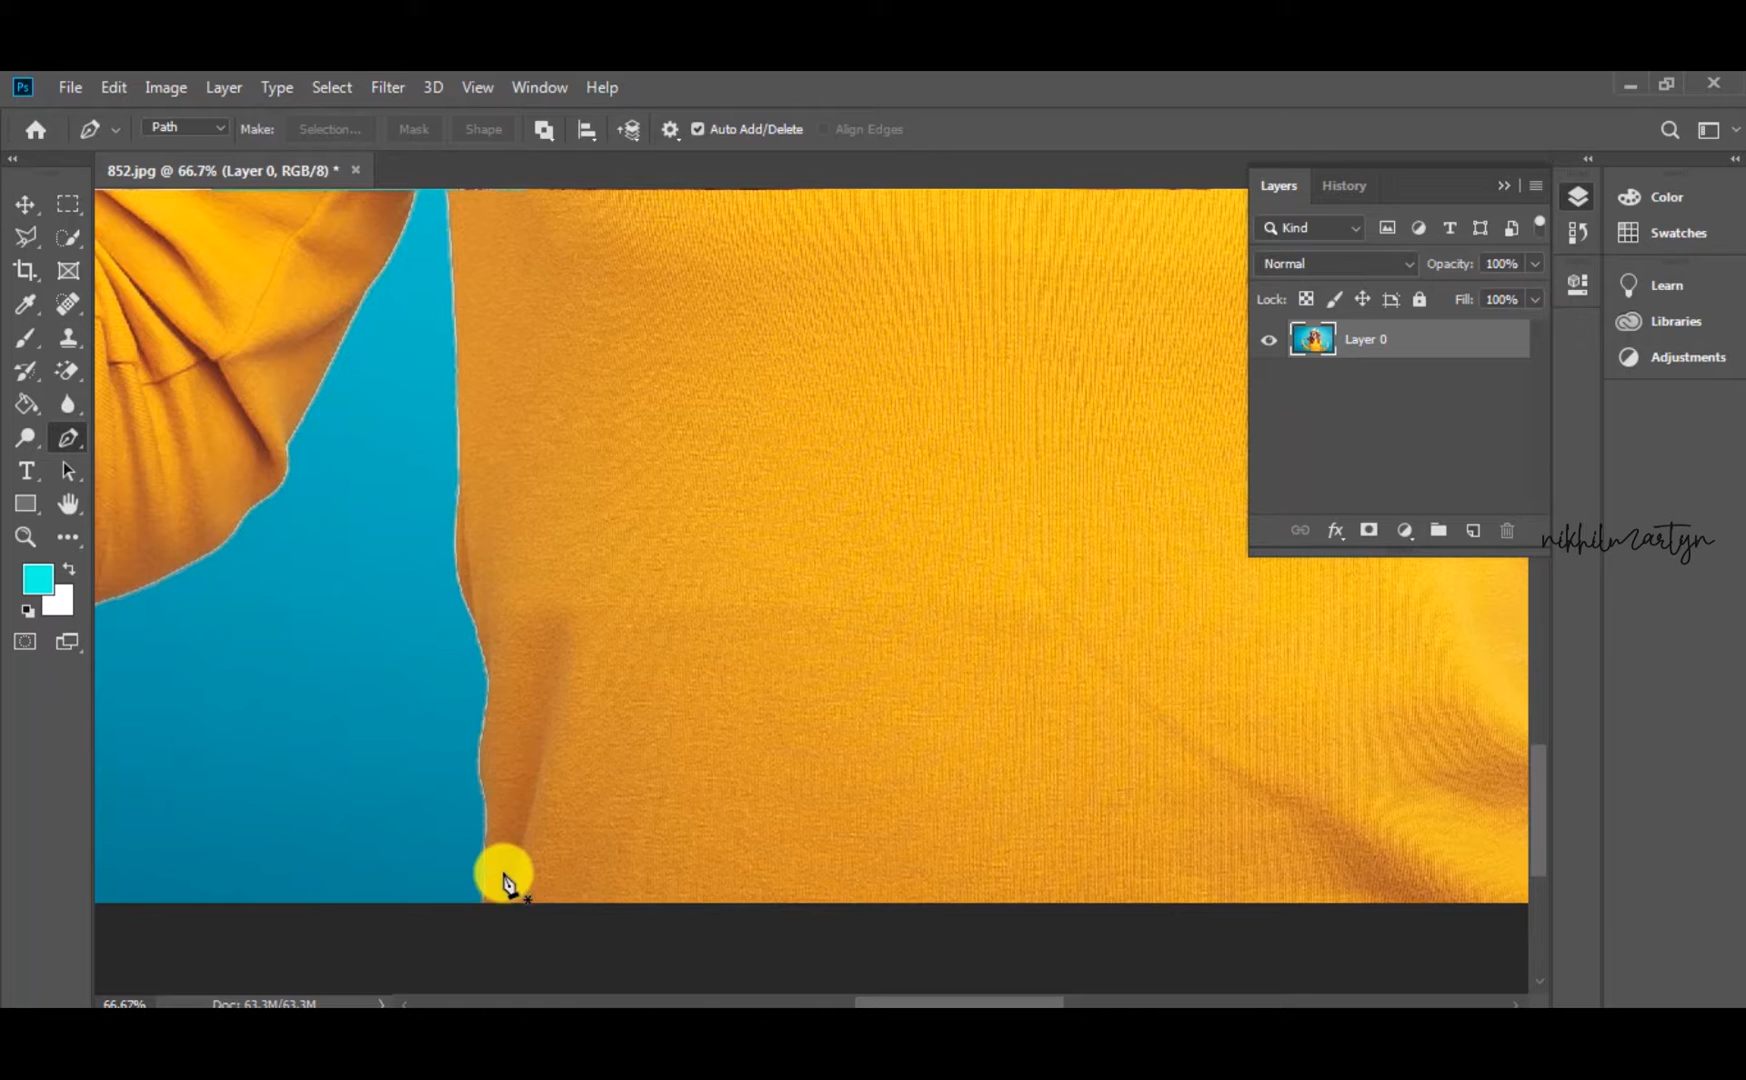 Ps File Edit Image Layer Type Select Filter 3D View Window Help
Path Make: Selection... Mask Shape Auto Add/Delete Align Edges
852.jpg @ 66.7% (Layer 0, RGB/8) *
Layers History
Kind
Normal Opacity: 100%
Lock: Fill: 100%
Layer 0
fx
Color
Swatches
Learn
Libraries
Adjustments
nikhilmartyn
66.67% Doc: 63.3M/63.3M